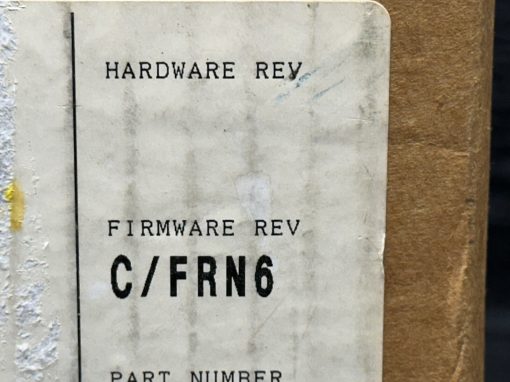 HARDWARE REV
FIRMWARE REV
C/FRN6
PART NUMBER